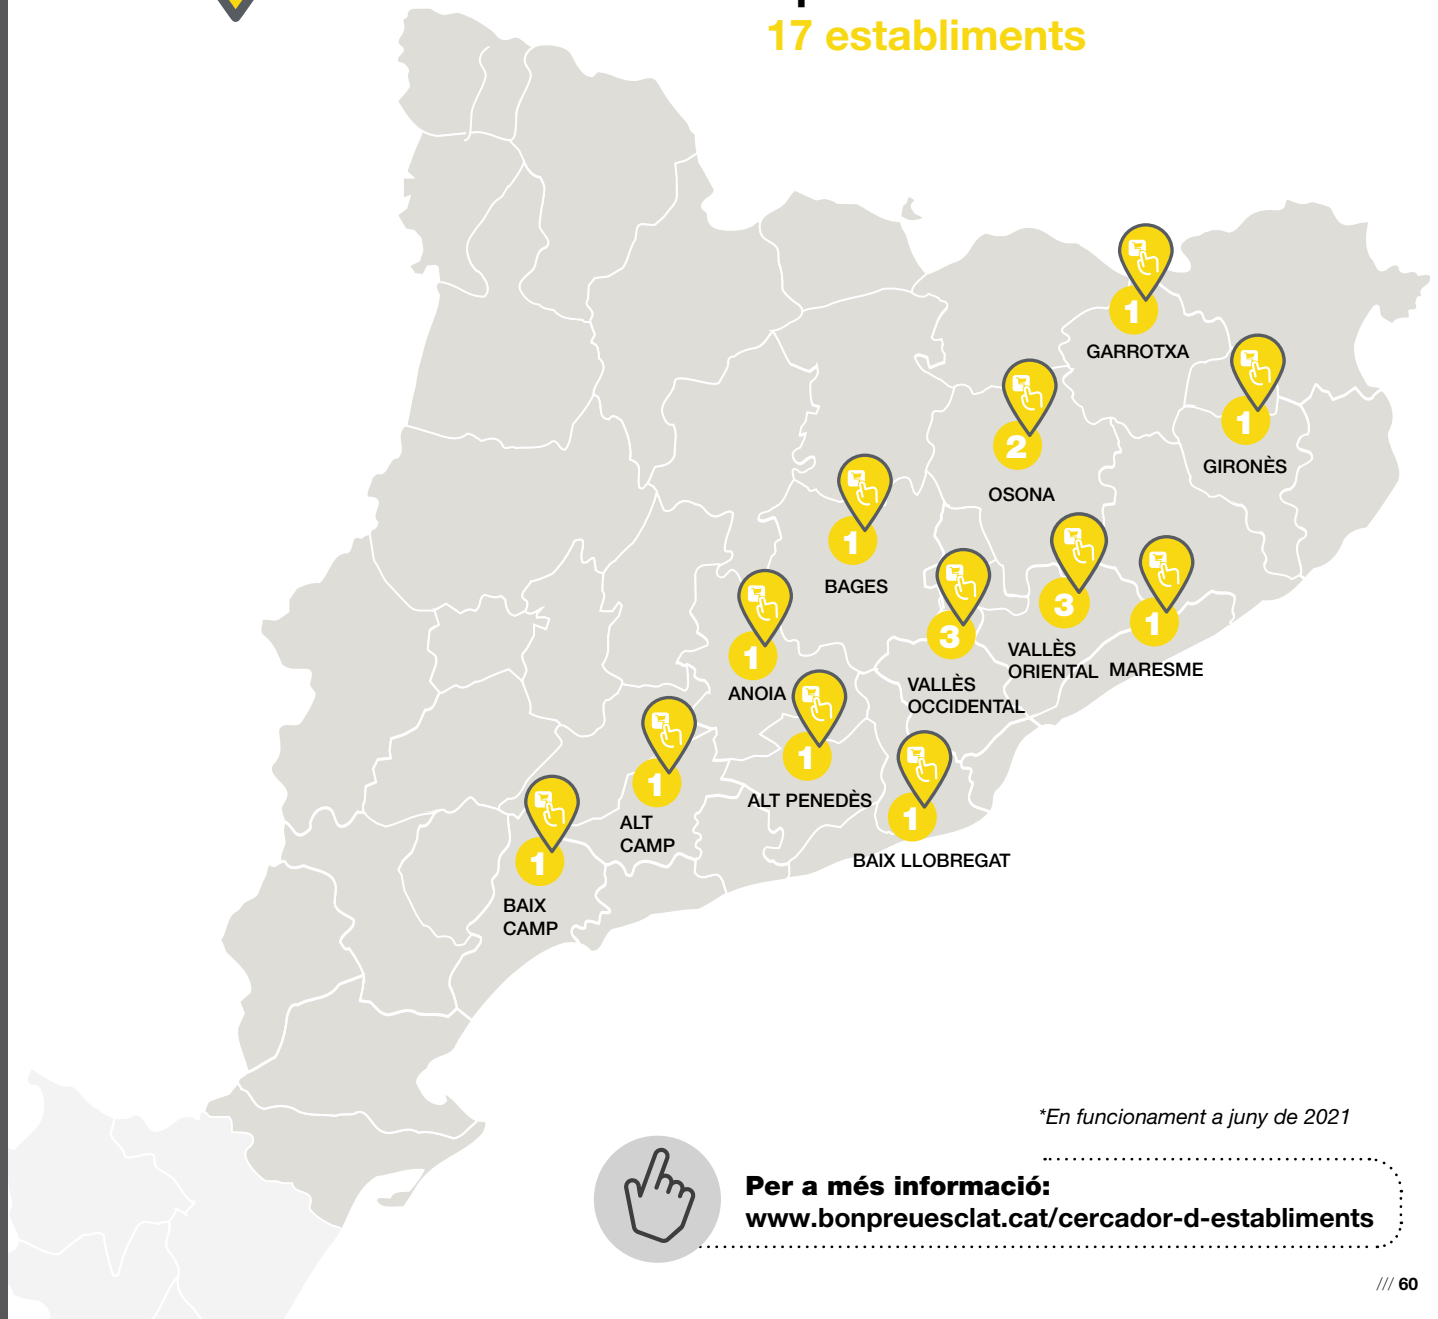 17 establiments
1
GARROTXA
1
GIRONÈS
2
OSONA
1
BAGES
3
VALLÈS
ORIENTAL
1
MARESME
3
VALLÈS
OCCIDENTAL
1
ANOIA
1
ALT PENEDÈS
1
ALT
CAMP
1
BAIX LLOBREGAT
1
BAIX
CAMP
*En funcionament a juny de 2021
Per a més informació:
www.bonpreuesclat.cat/cercador-d-establiments
/// 60